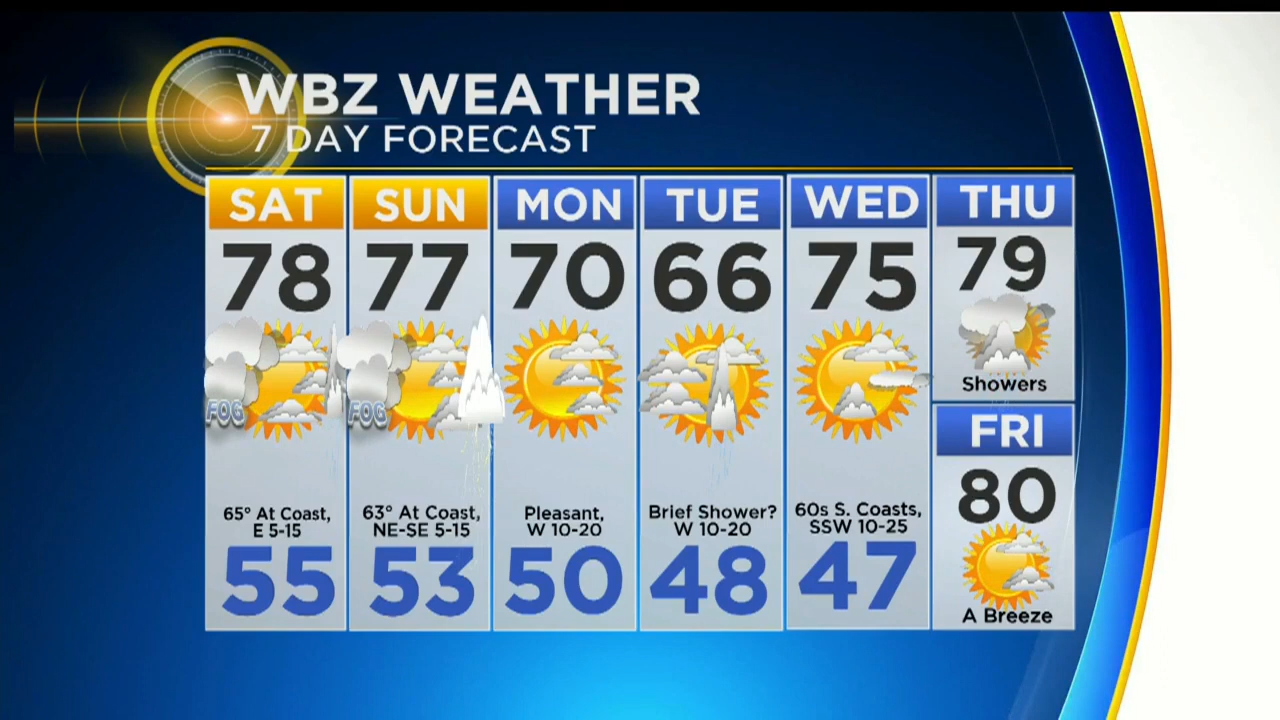 WBZ WEATHER
7 DAY FORECAST
SAT
78
FOG
65° At Coast,
E 5-15
55
SUN
77
FOG
63° At Coast,
NE-SE 5-15
53
MON
70
Pleasant,
W 10-20
50
TUE
66
Brief Shower?
W 10-20
48
WED
75
60s S. Coasts,
SSW 10-25
47
THU
79
Showers
FRI
80
A Breeze